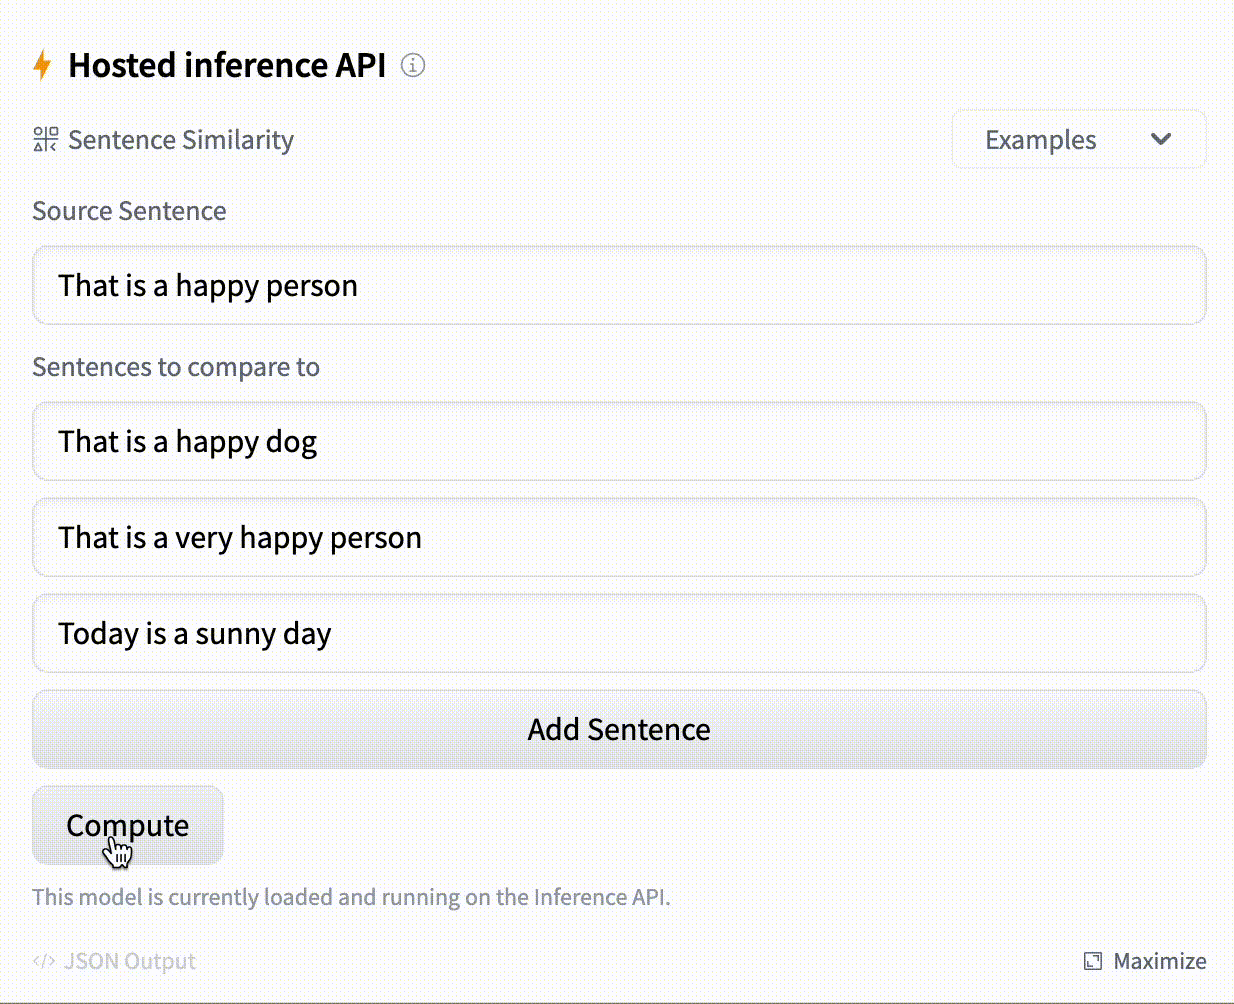 Hosted inference API
Sentence Similarity
Examples
Source Sentence
That is a happy person
Sentences to compare to
That is a happy dog
That is a very happy person
Today is a sunny day
Add Sentence
Compute
This model is currently loaded and running on the Inference API.
</> JSON Output
Maximize